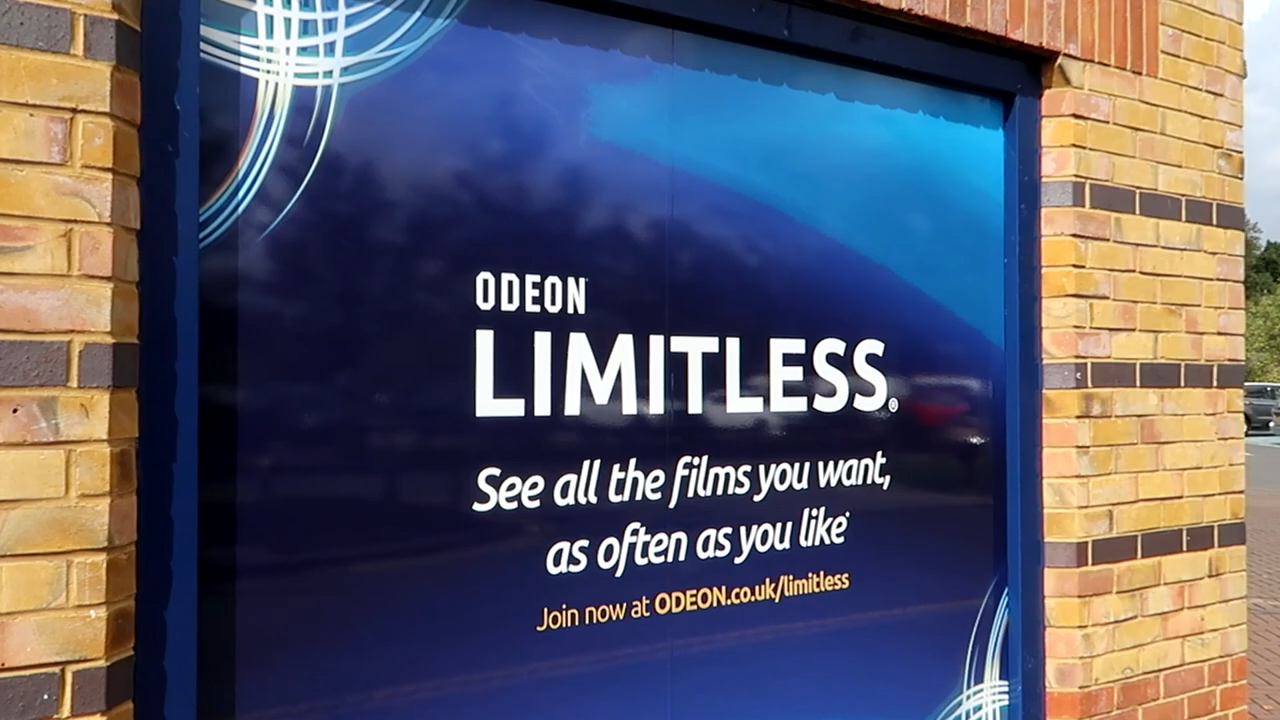 ODEON
LIMITLESS®
See all the films you want,
as often as you like*
Join now at ODEON.co.uk/limitless